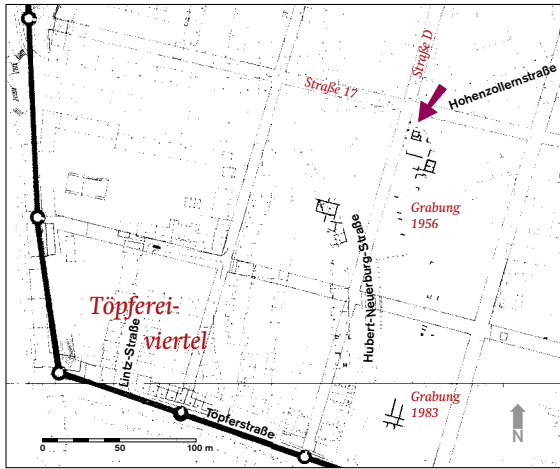 Straße D
Straße 17
Hohenzollernstraße
Grabung
1956
Hubert-Neuerburg-Straße
Töpferei-
viertel
Lintz-Straße
Töpferstraße
Grabung
1983
N
0 50 100 m